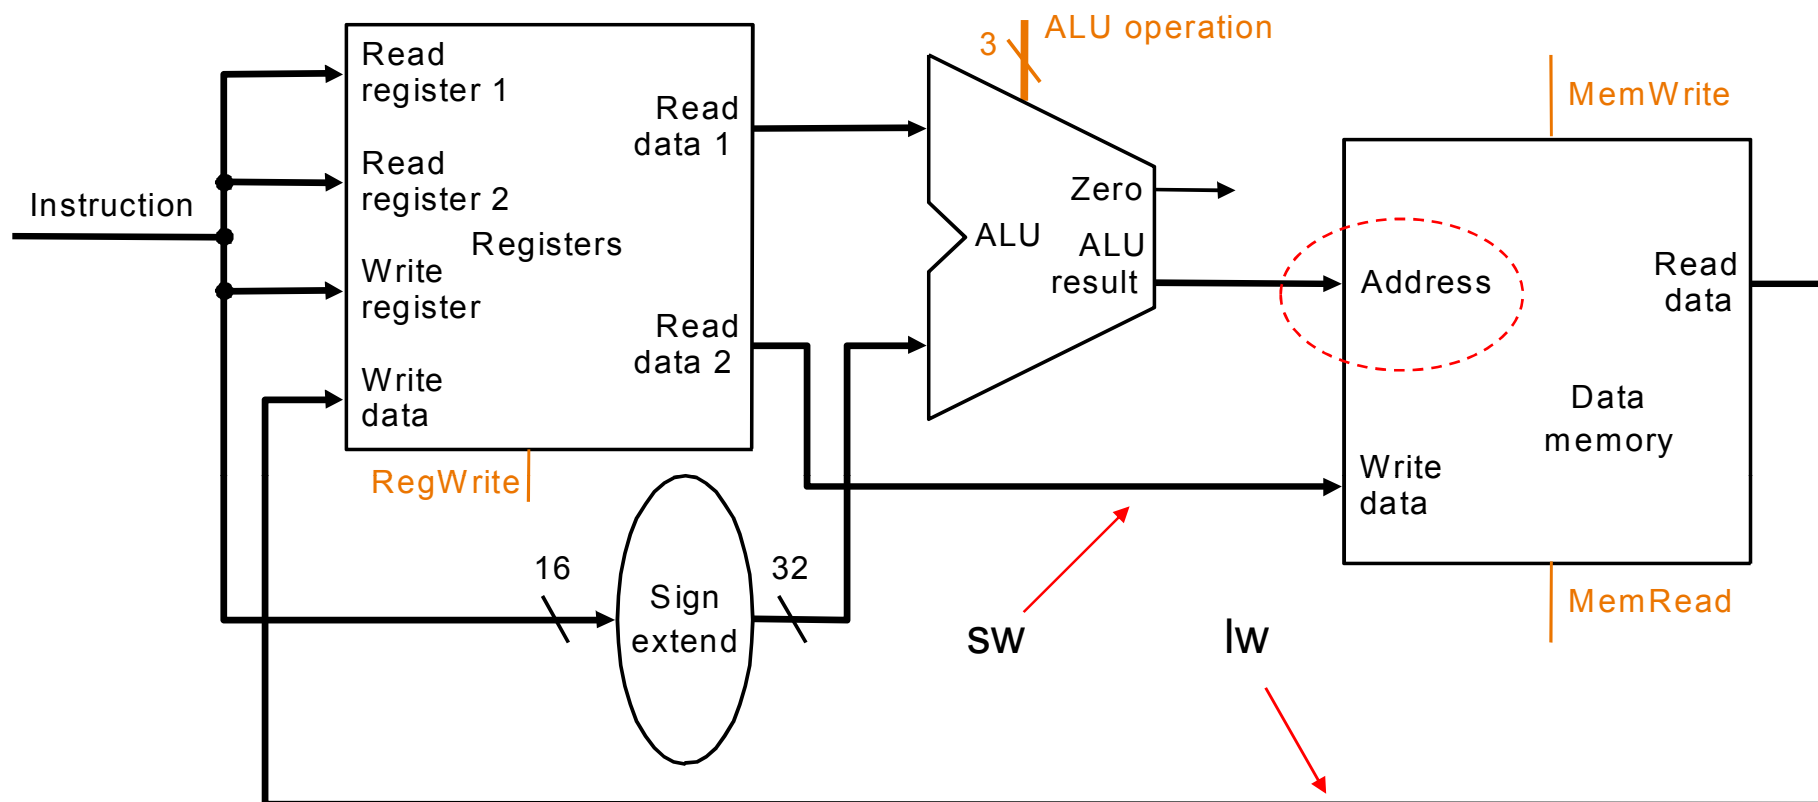 Instruction
Read
register 1
Read
register 2
Registers
Write
register
Write
data
Read
data 1
Read
data 2
RegWrite
16
Sign
extend
32
3
ALU operation
Zero
ALU
ALU
result
MemWrite
Address
Read
data
Data
memory
Write
data
MemRead
sw
lw